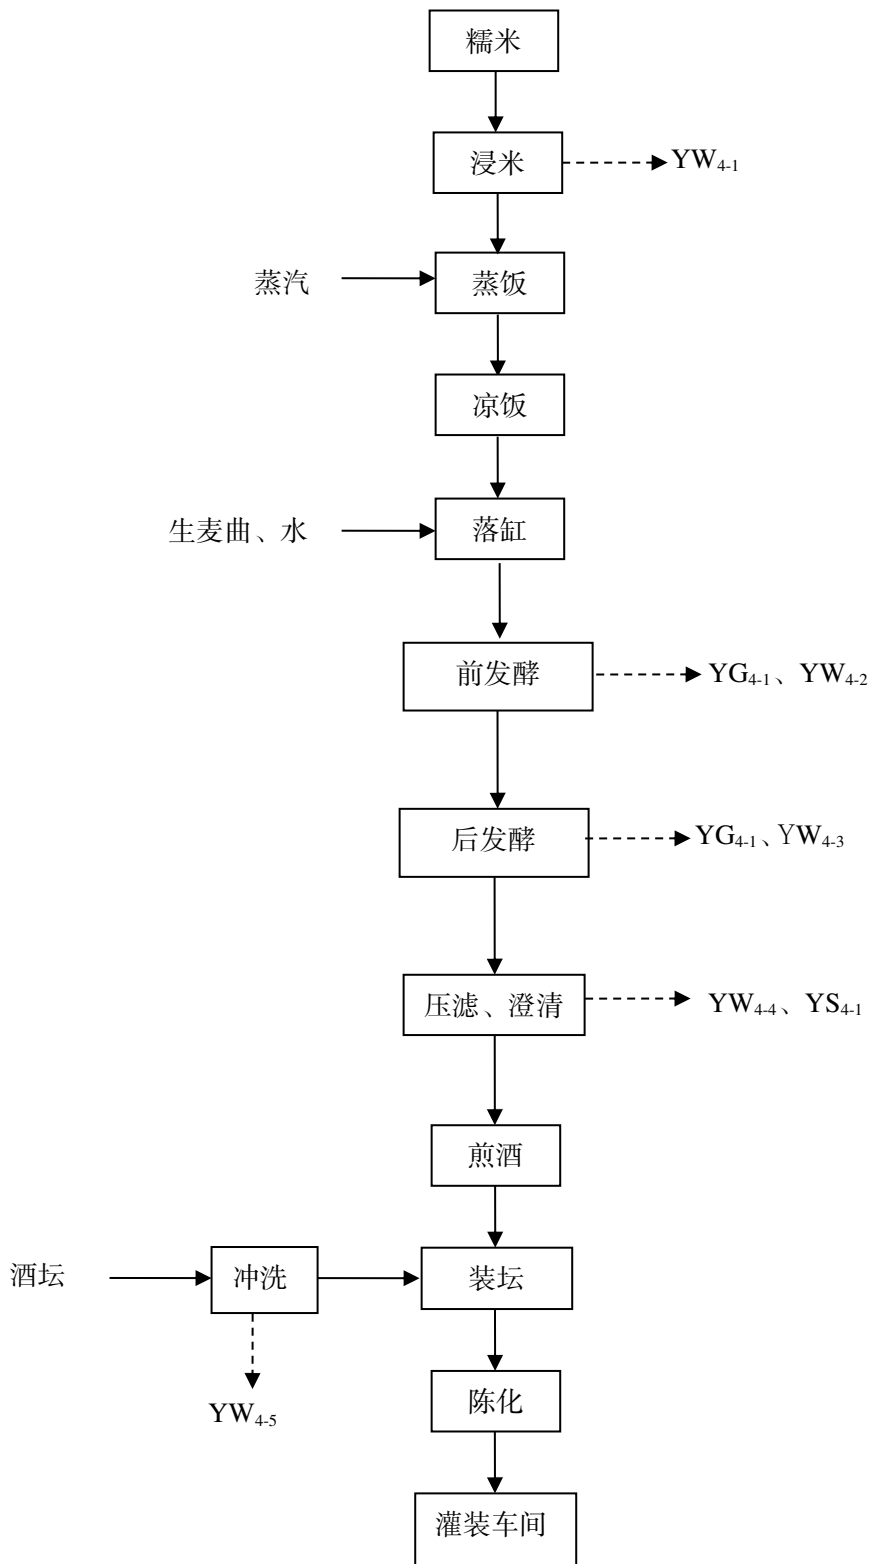 糯米
浸米
YW4-1
蒸汽
蒸饭
凉饭
生麦曲、水
落缸
前发酵
YG4-1、YW4-2
后发酵
YG4-1、YW4-3
压滤、澄清
YW4-4、YS4-1
煎酒
酒坛
冲洗
装坛
YW4-5
陈化
灌装车间